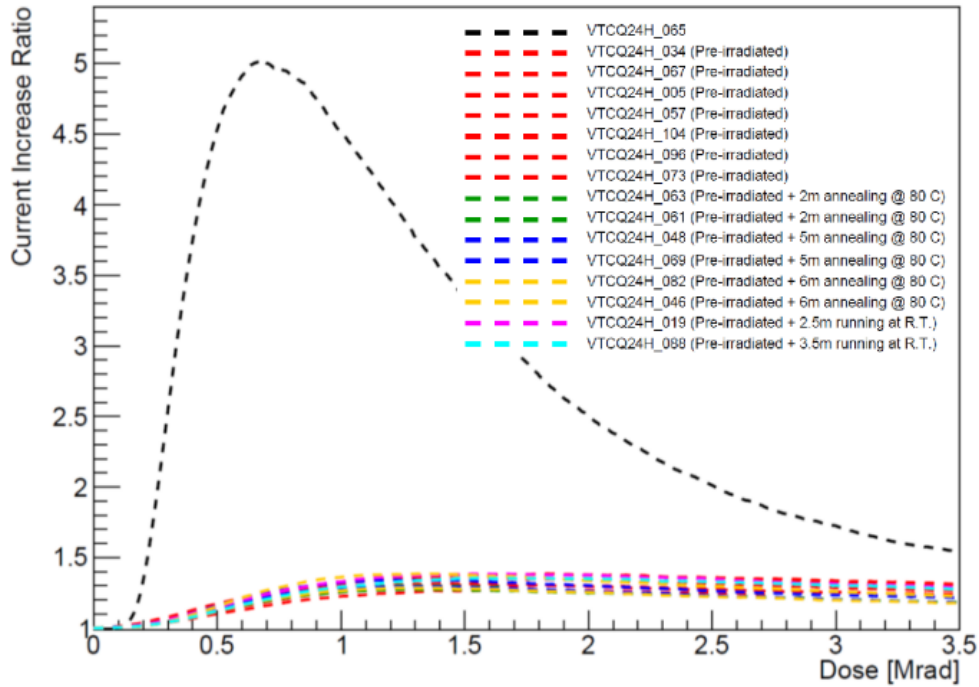 Current Increase Ratio
5
4.5
4
3.5
3
2.5
2
1.5
1
VTCQ24H_065
VTCQ24H_034 (Pre-irradiated)
VTCQ24H_067 (Pre-irradiated)
VTCQ24H_005 (Pre-irradiated)
VTCQ24H_057 (Pre-irradiated)
VTCQ24H_104 (Pre-irradiated)
VTCQ24H_096 (Pre-irradiated)
VTCQ24H_073 (Pre-irradiated)
VTCQ24H_063 (Pre-irradiated + 2m annealing @ 80 C)
VTCQ24H_061 (Pre-irradiated + 2m annealing @ 80 C)
VTCQ24H_048 (Pre-irradiated + 5m annealing @ 80 C)
VTCQ24H_069 (Pre-irradiated + 5m annealing @ 80 C)
VTCQ24H_082 (Pre-irradiated + 6m annealing @ 80 C)
VTCQ24H_046 (Pre-irradiated + 6m annealing @ 80 C)
VTCQ24H_019 (Pre-irradiated + 2.5m running at R.T.)
VTCQ24H_088 (Pre-irradiated + 3.5m running at R.T.)
0 0.5 1 1.5 2 2.5 3 3.5
Dose [Mrad]